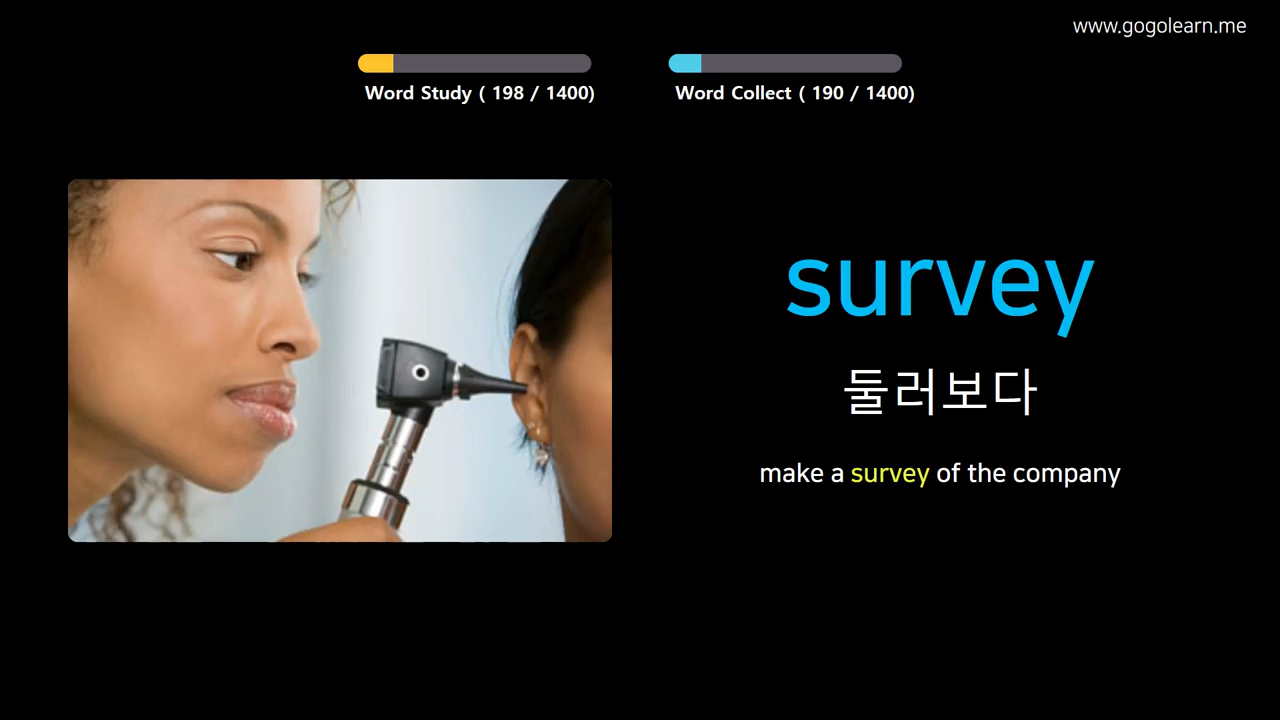 www.gogolearn.me
Word Study ( 198 / 1400)
Word Collect ( 190 / 1400)
survey
둘러보다
make a survey of the company